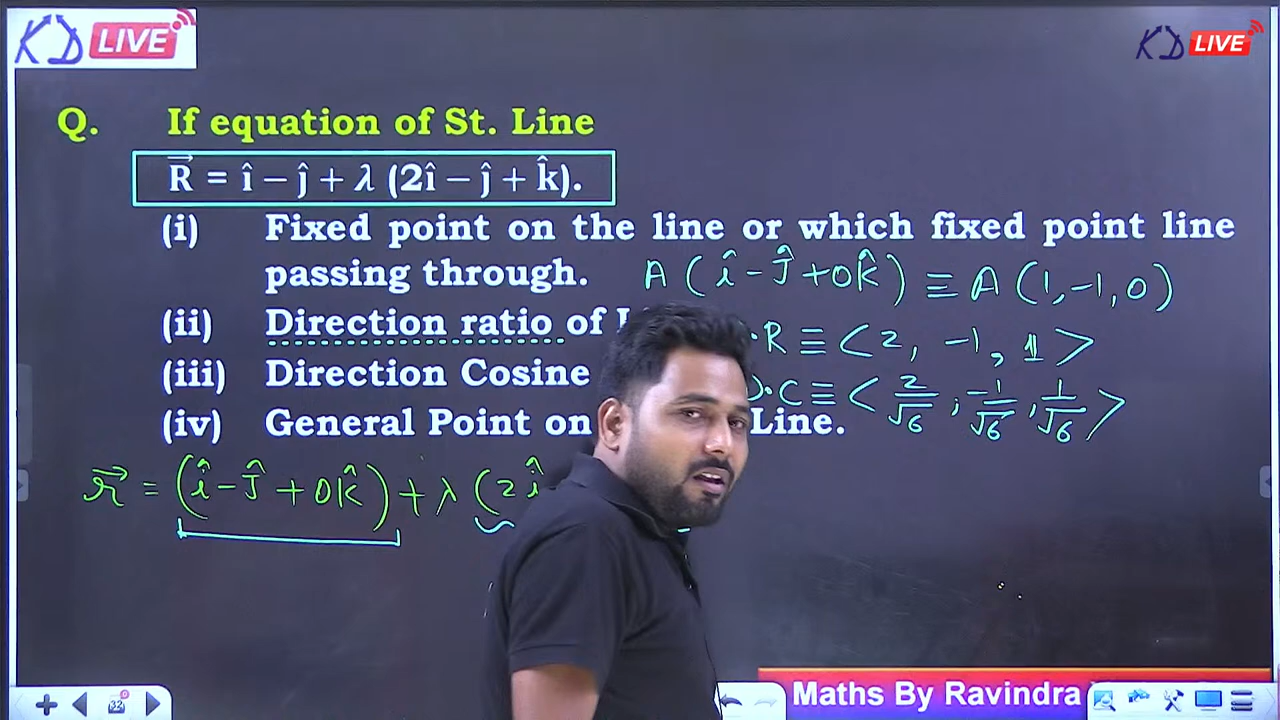 KD LIVE
KD LIVE
Q. If equation of St. Line
R⃗ = î − ĵ + λ (2î − ĵ + k̂).
(i) Fixed point on the line or which fixed point line
passing through. A (î - ĵ + 0k̂) ≡ A (1, -1, 0)
(ii) Direction ratio of ·R ≡ < 2, -1, 1 >
(iii) Direction Cosine D·C ≡ < 2/√6, -1/√6, 1/√6 >
(iv) General Point on Line.
r⃗ = (î - ĵ + 0k̂) + λ (2î
32
Maths By Ravindra